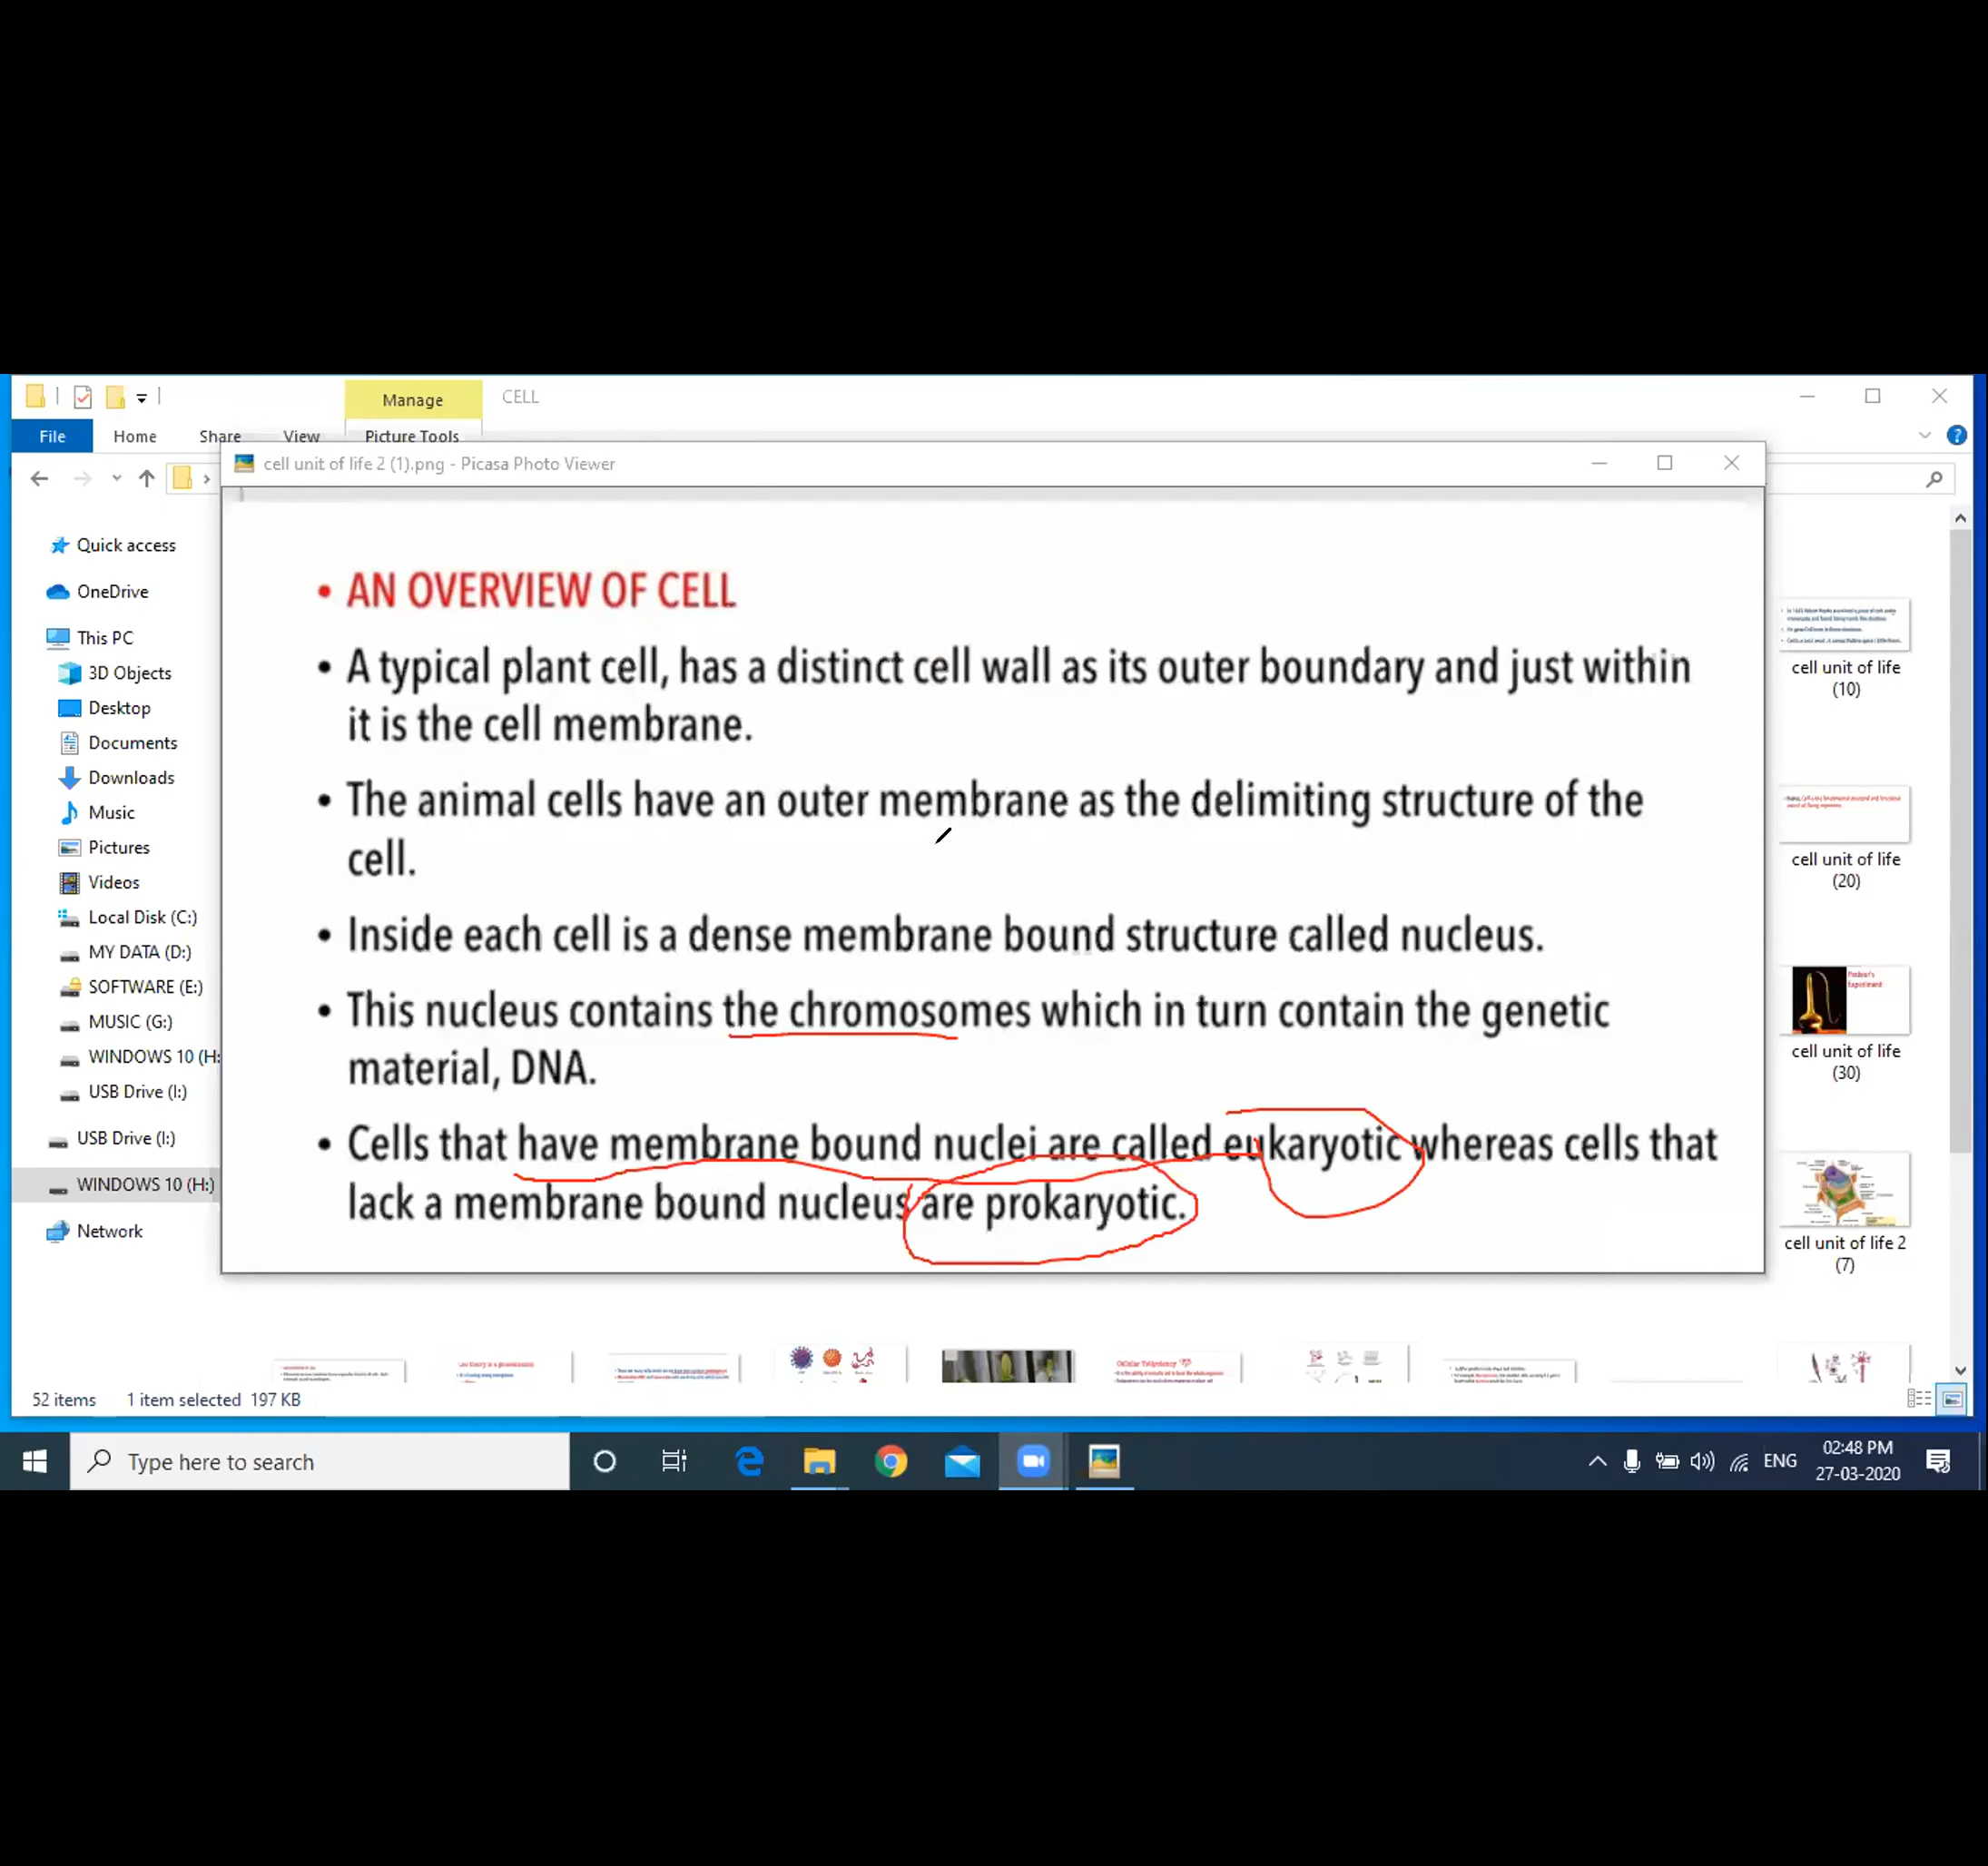 Manage
CELL
File
Home
Share
View
Picture Tools
cell unit of life 2 (1).png - Picasa Photo Viewer
Quick access
OneDrive
This PC
3D Objects
Desktop
Documents
Downloads
Music
Pictures
Videos
Local Disk (C:)
MY DATA (D:)
SOFTWARE (E:)
MUSIC (G:)
WINDOWS 10 (H:
USB Drive (I:)
USB Drive (I:)
WINDOWS 10 (H:)
Network
• AN OVERVIEW OF CELL
• A typical plant cell, has a distinct cell wall as its outer boundary and just within
it is the cell membrane.
• The animal cells have an outer membrane as the delimiting structure of the
cell.
• Inside each cell is a dense membrane bound structure called nucleus.
• This nucleus contains the chromosomes which in turn contain the genetic
material, DNA.
• Cells that have membrane bound nuclei are called eukaryotic whereas cells that
lack a membrane bound nucleus are prokaryotic.
cell unit of life
(10)
cell unit of life
(20)
Pasteur's
Experiment
cell unit of life
(30)
cell unit of life 2
(7)
Cellular Totipotency
52 items
1 item selected 197 KB
Type here to search
ENG
02:48 PM
27-03-2020